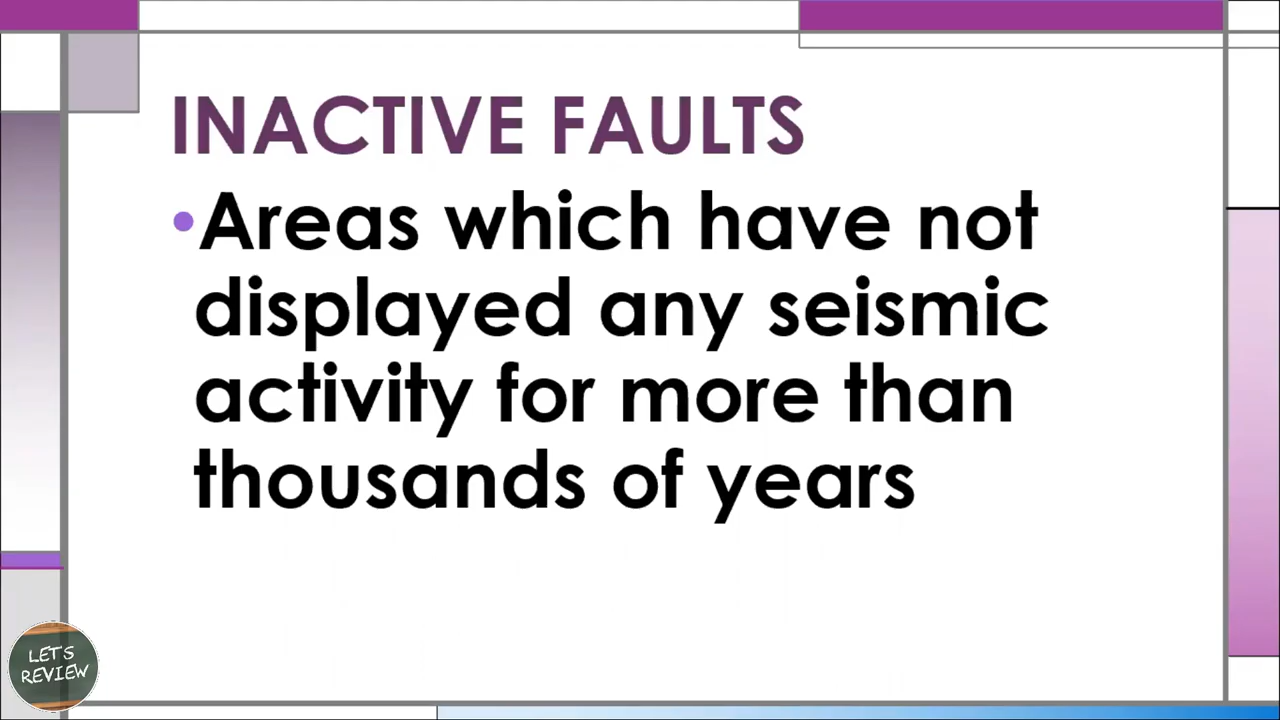 INACTIVE FAULTS
•Areas which have not
displayed any seismic
activity for more than
thousands of years
LET'S
REVIEW